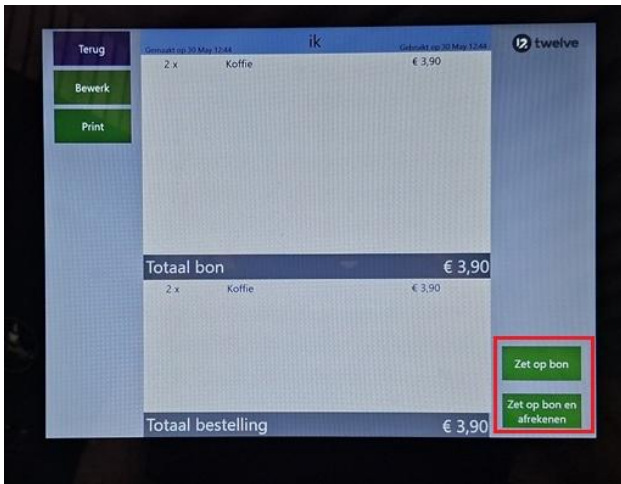 Terug
Bewerk
Print
Gemaakt op 30 May 12:44
ik
Gebruikt op 30 May 12:44
12 twelve
2 x Koffie € 3,90
Totaal bon € 3,90
2 x Koffie € 3,90
Totaal bestelling € 3,90
Zet op bon
Zet op bon en
afrekenen